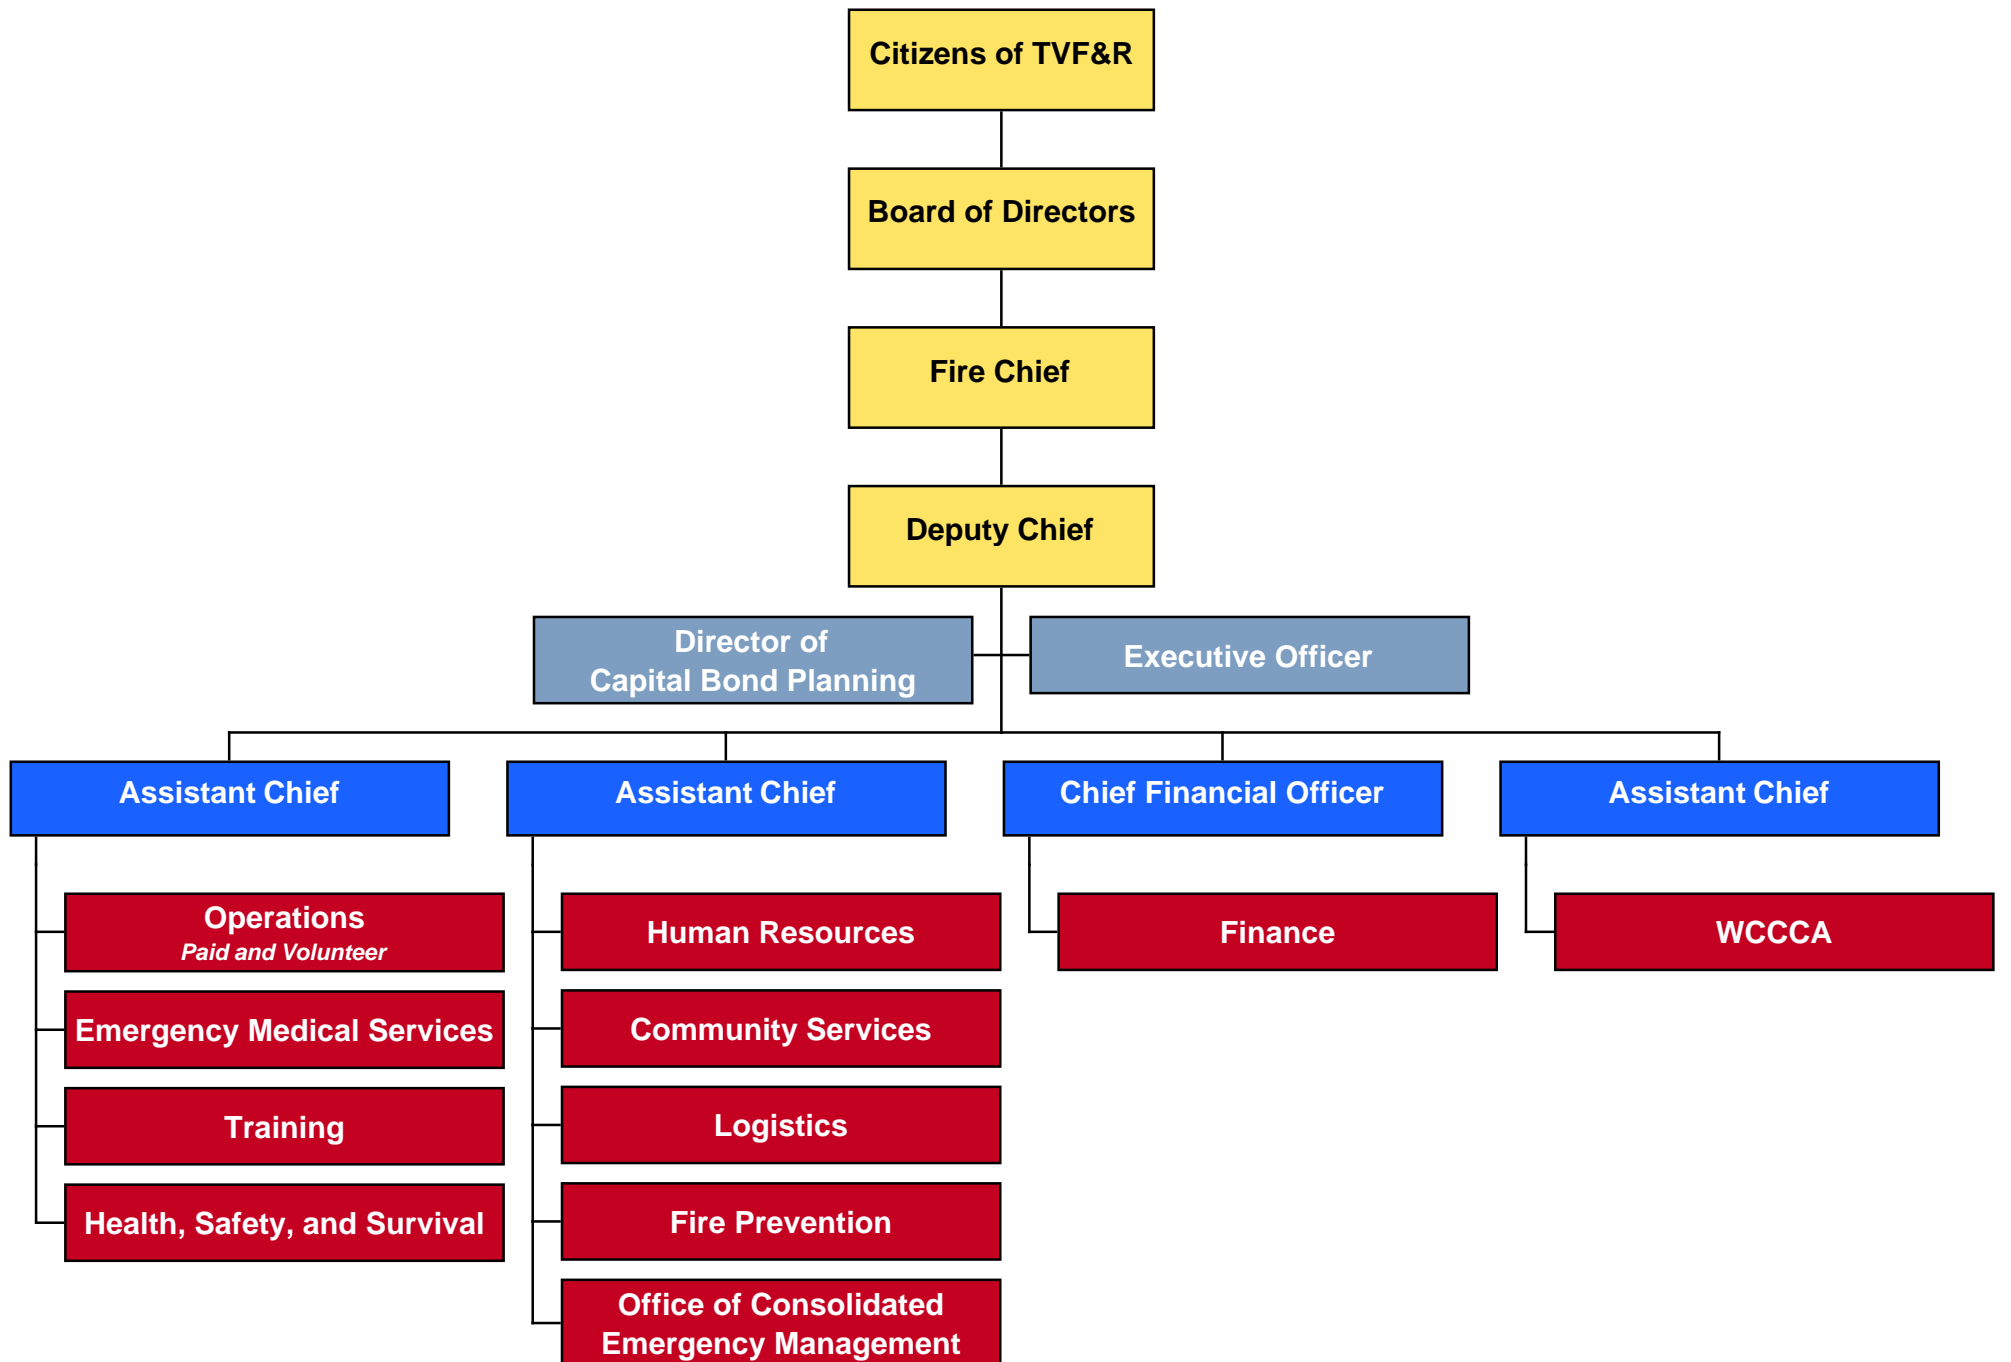 Citizens of TVF&R
Board of Directors
Fire Chief
Deputy Chief
Director of
Capital Bond Planning
Executive Officer
Assistant Chief
Assistant Chief
Chief Financial Officer
Assistant Chief
Operations
Paid and Volunteer
Emergency Medical Services
Training
Health, Safety, and Survival
Human Resources
Community Services
Logistics
Fire Prevention
Office of Consolidated
Emergency Management
Finance
WCCCA